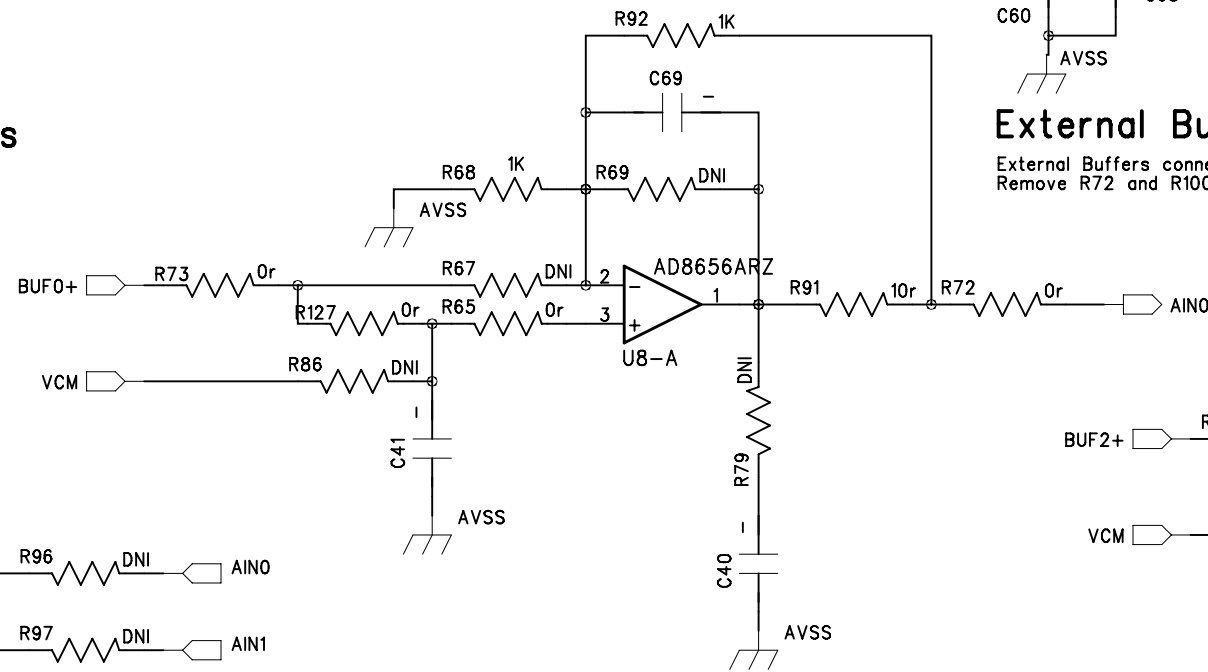 R92 1K
C60
AVSS
C69
–
S
External Bu
External Buffers conne
Remove R72 and R100
R68 1K R69 DNI
AVSS
BUF0+ R73 0r R67 DNI 2 – AD8656ARZ
1 R91 10r R72 0r AIN0
R127 0r R65 0r 3 +
U8-A
VCM R86 DNI
–
C41
DNI
R79
BUF2+
AVSS
–
VCM
R96 DNI AIN0
C40
R97 DNI AIN1
AVSS